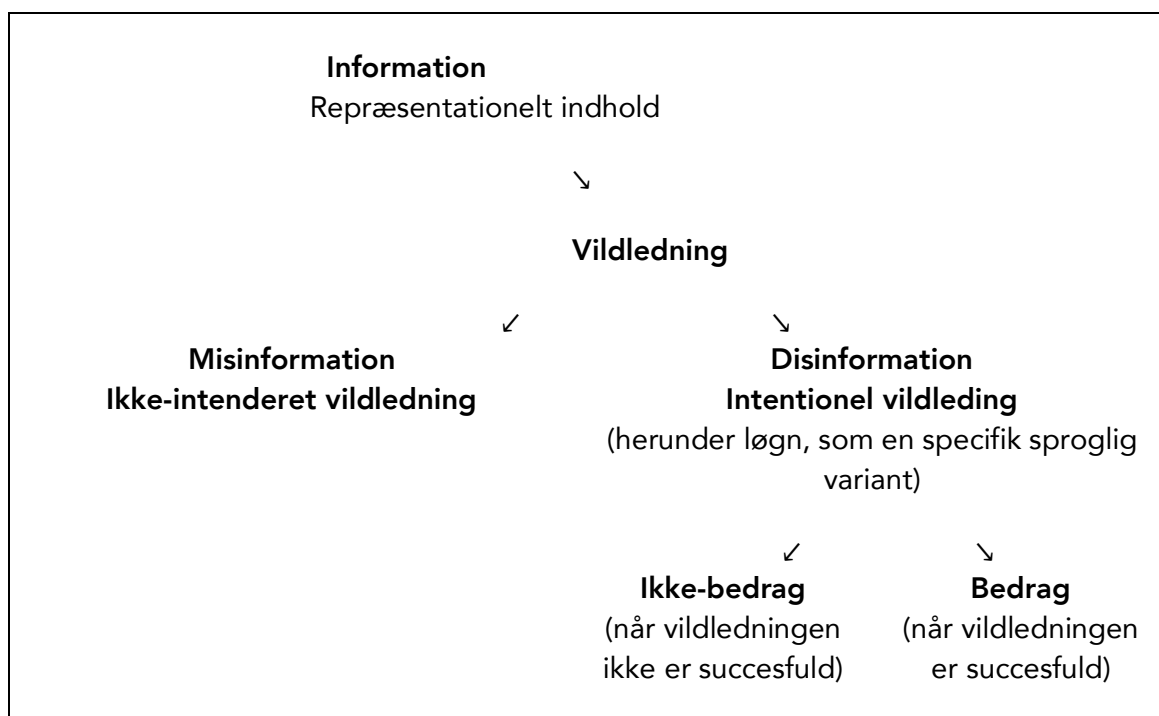 Information
Repræsentationelt indhold
↘
Vildledning
↙ ↘
Misinformation
Ikke-intenderet vildledning
Disinformation
Intentionel vildleding
(herunder løgn, som en specifik sproglig
variant)
↙ ↘
Ikke-bedrag
(når vildledningen
ikke er succesfuld)
Bedrag
(når vildledningen
er succesfuld)